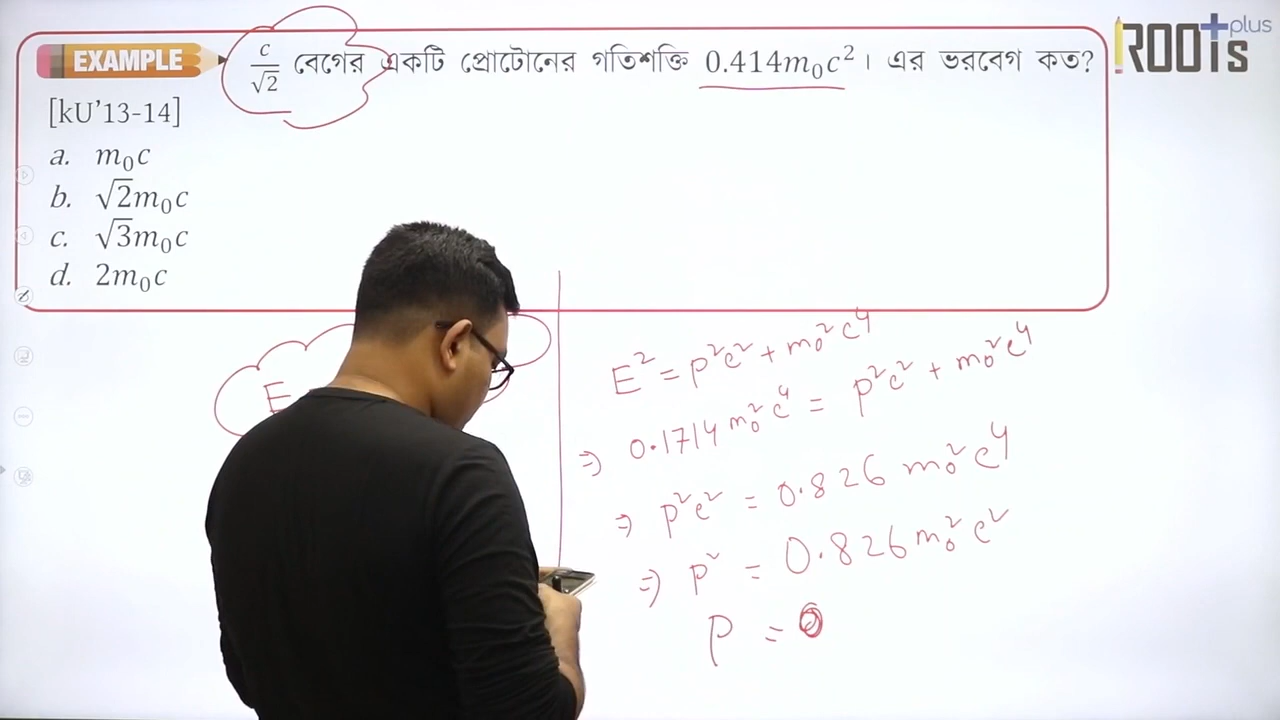 ROOTs plus
EXAMPLE c/√2 বেগের একটি প্রোটোনের গতিশক্তি 0.414m₀c²। এর ভরবেগ কত?
[kU’13-14]
a. m₀c
b. √2m₀c
c. √3m₀c
d. 2m₀c
E
E² = p²c² + m₀²c⁴
⇒ 0.1714 m₀²c⁴ = p²c² + m₀²c⁴
⇒ p²c² = 0.826 m₀²c⁴
⇒ p² = 0.826 m₀²c²
p =